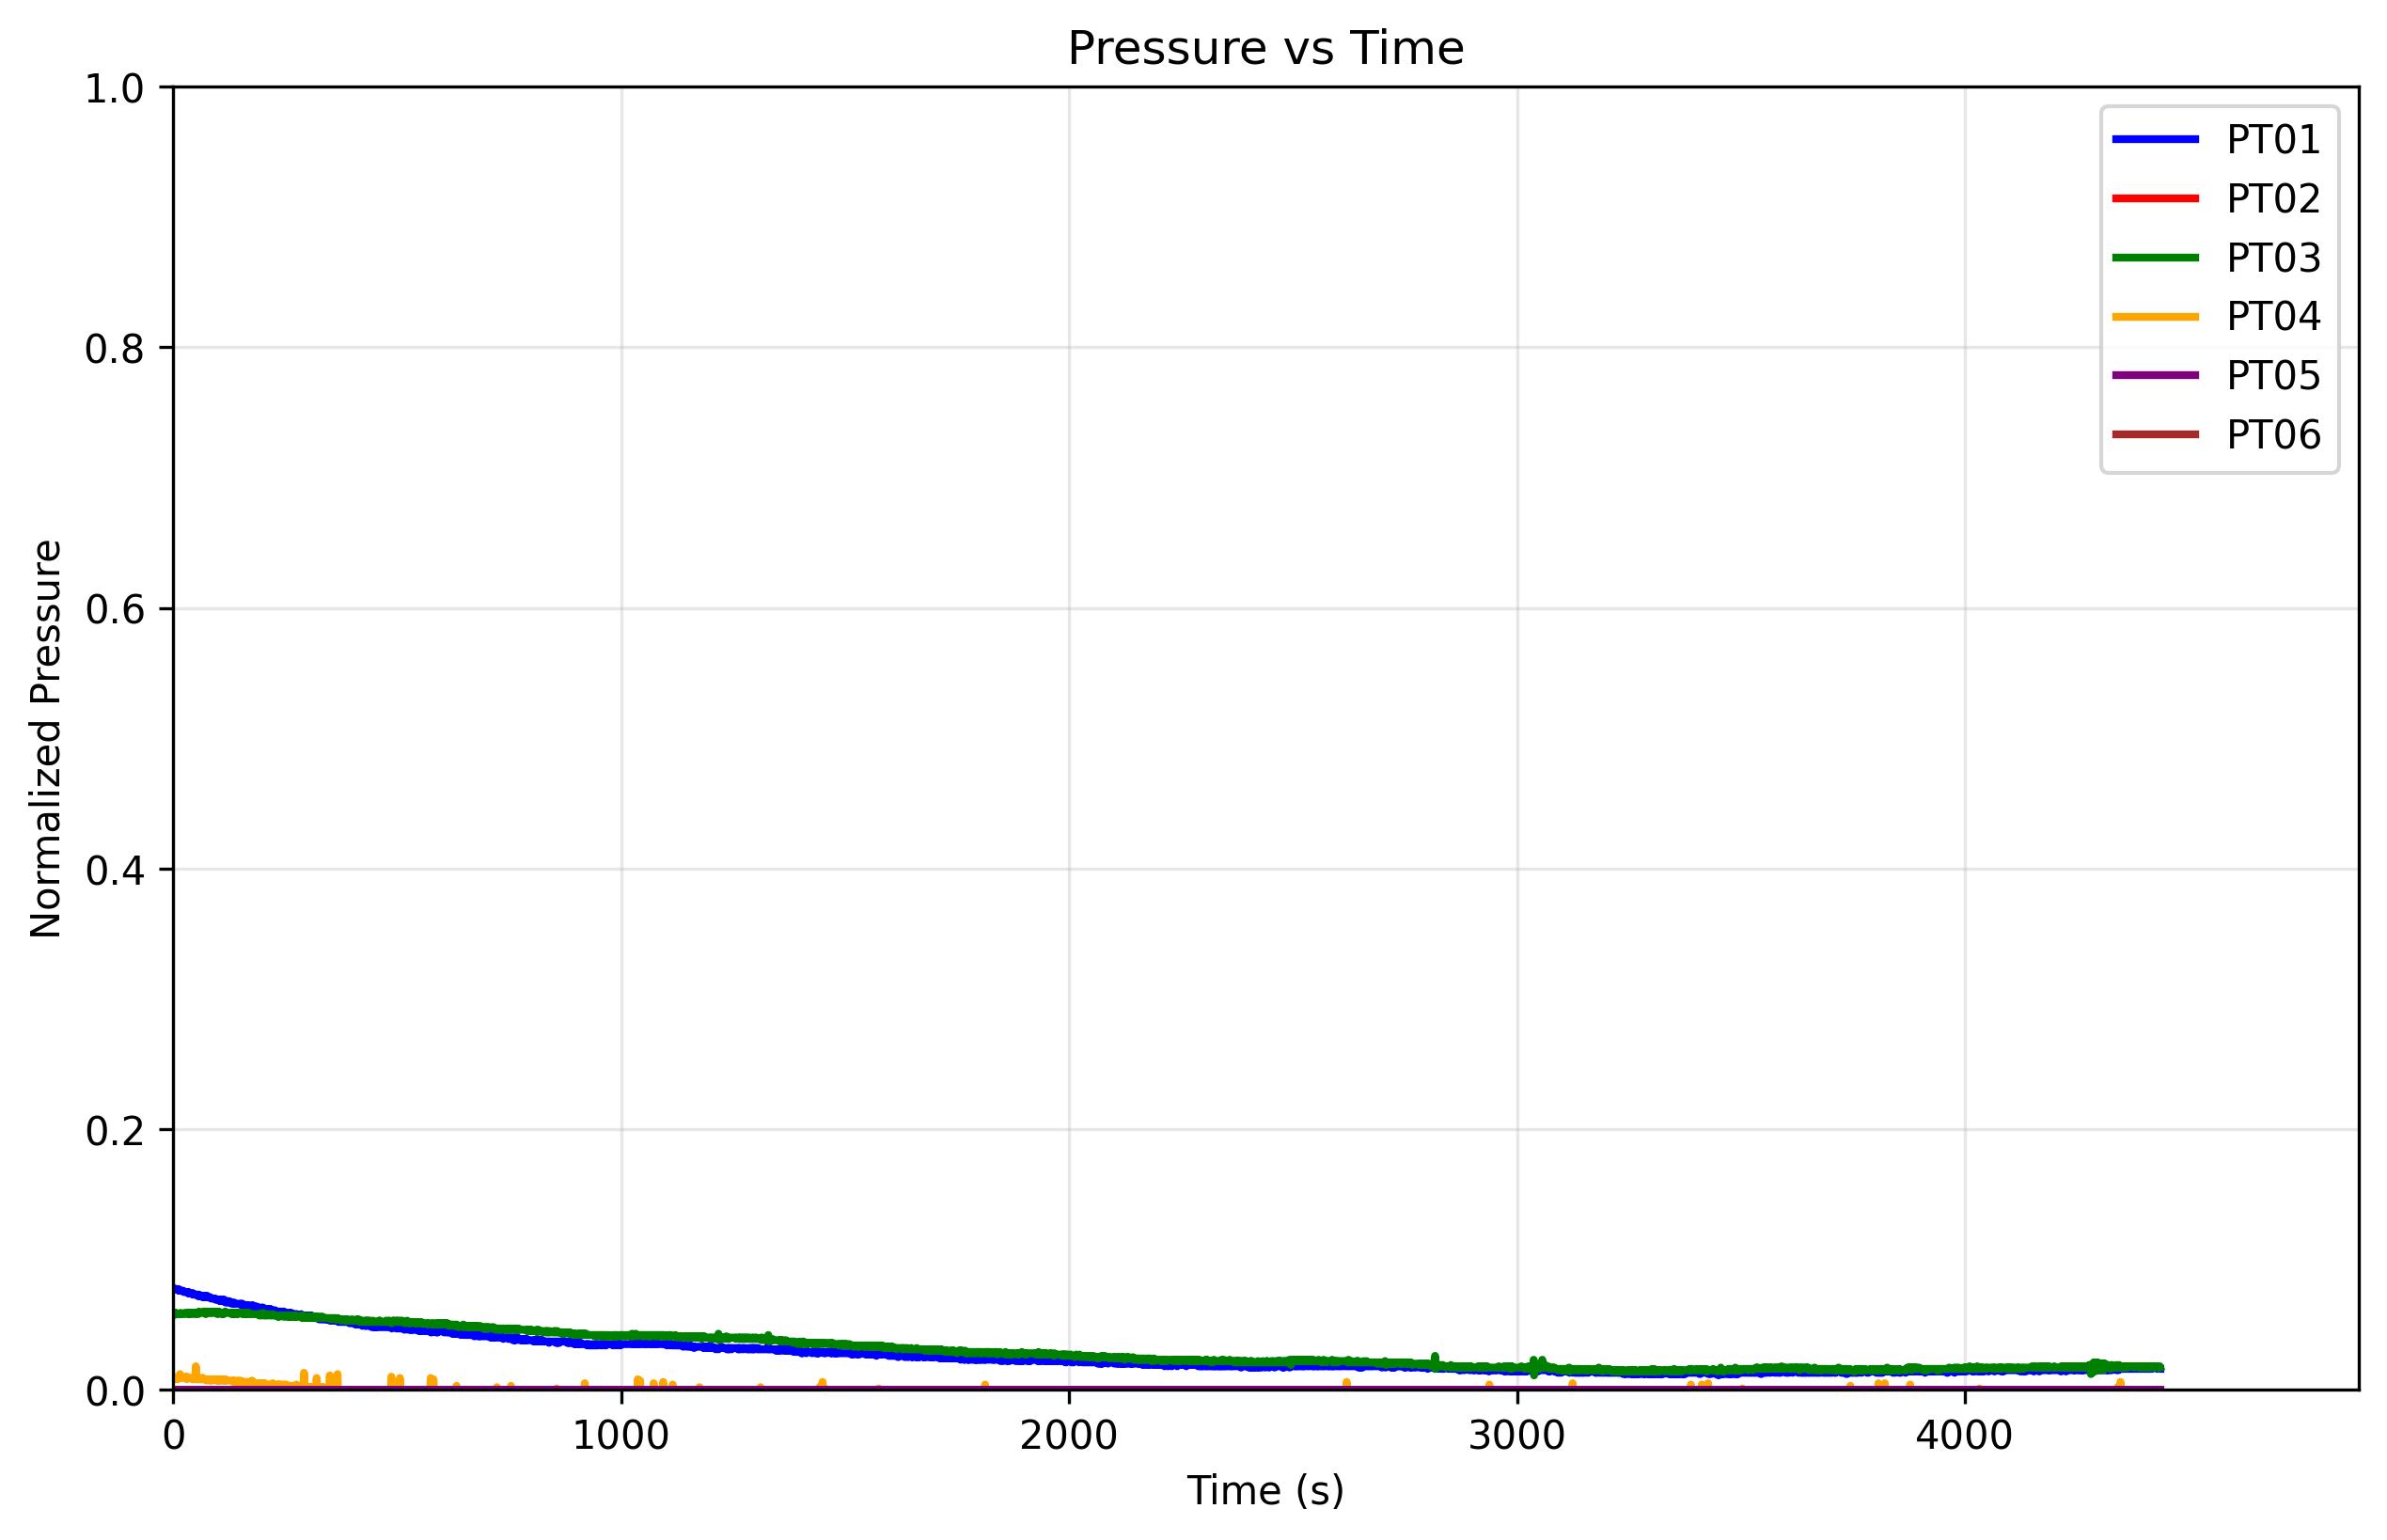 Pressure vs Time
1.0
0.8
0.6
0.4
0.2
0.0
Normalized Pressure
PT01
PT02
PT03
PT04
PT05
PT06
0
1000
2000
3000
4000
Time (s)